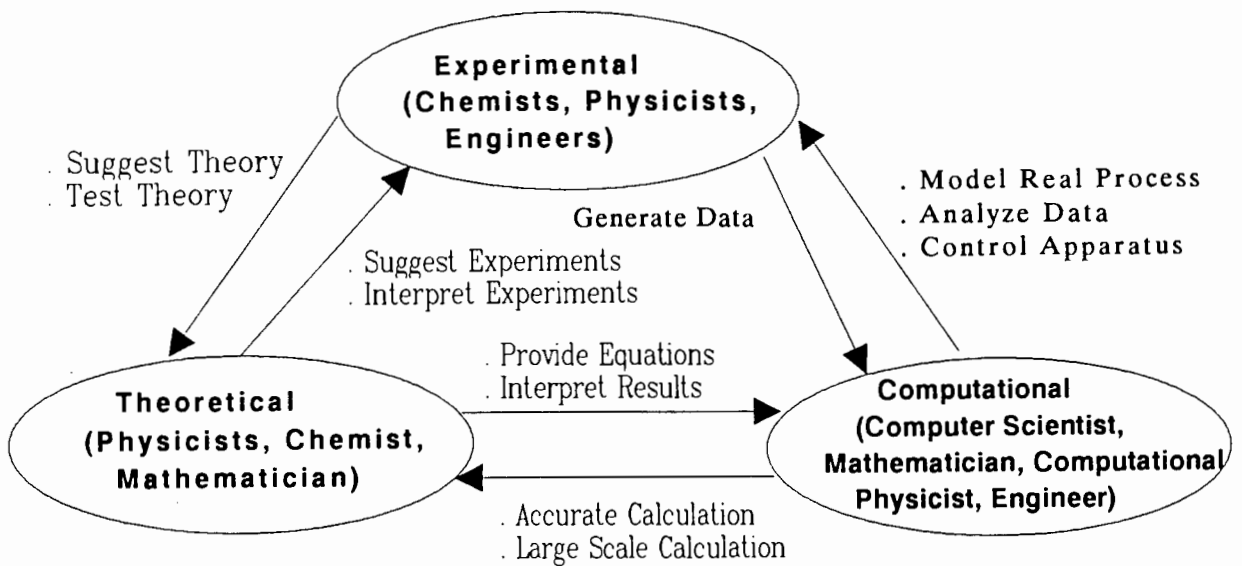 Experimental
(Chemists, Physicists,
Engineers)
. Suggest Theory
. Test Theory
. Model Real Process
. Analyze Data
. Control Apparatus
Generate Data
. Suggest Experiments
. Interpret Experiments
. Provide Equations
. Interpret Results
Theoretical
(Physicists, Chemist,
Mathematician)
Computational
(Computer Scientist,
Mathematician, Computational
Physicist, Engineer)
. Accurate Calculation
. Large Scale Calculation